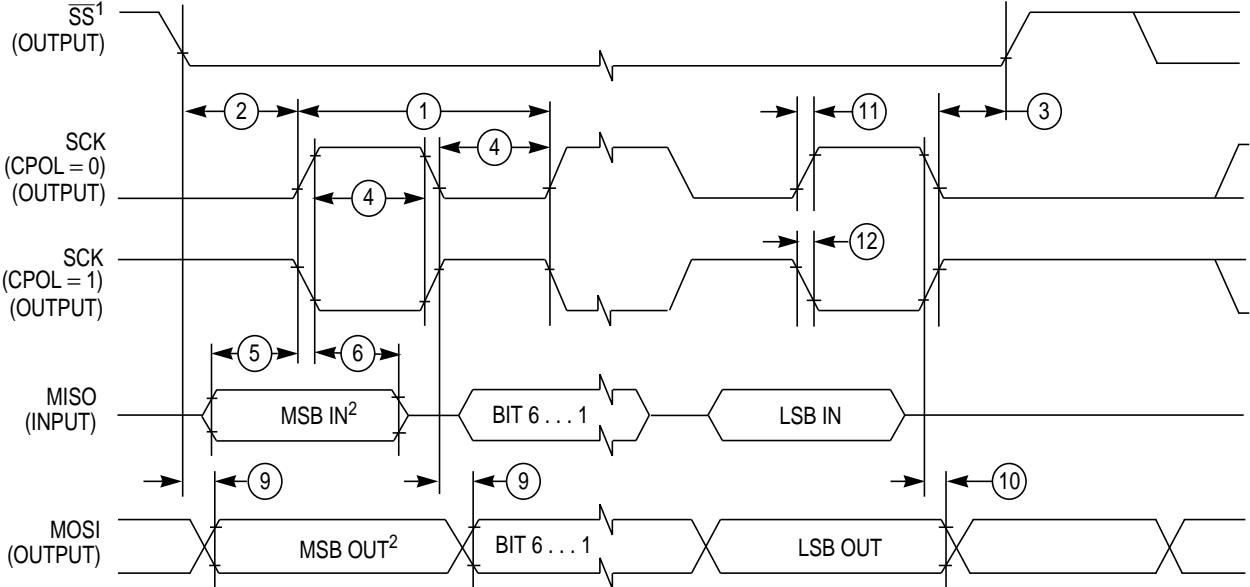 SS¹
(OUTPUT)
2
1
11
3
SCK
(CPOL = 0)
(OUTPUT)
4
4
12
SCK
(CPOL = 1)
(OUTPUT)
5
6
MISO
(INPUT)
MSB IN²
BIT 6 . . . 1
LSB IN
9
9
10
MOSI
(OUTPUT)
MSB OUT²
BIT 6 . . . 1
LSB OUT